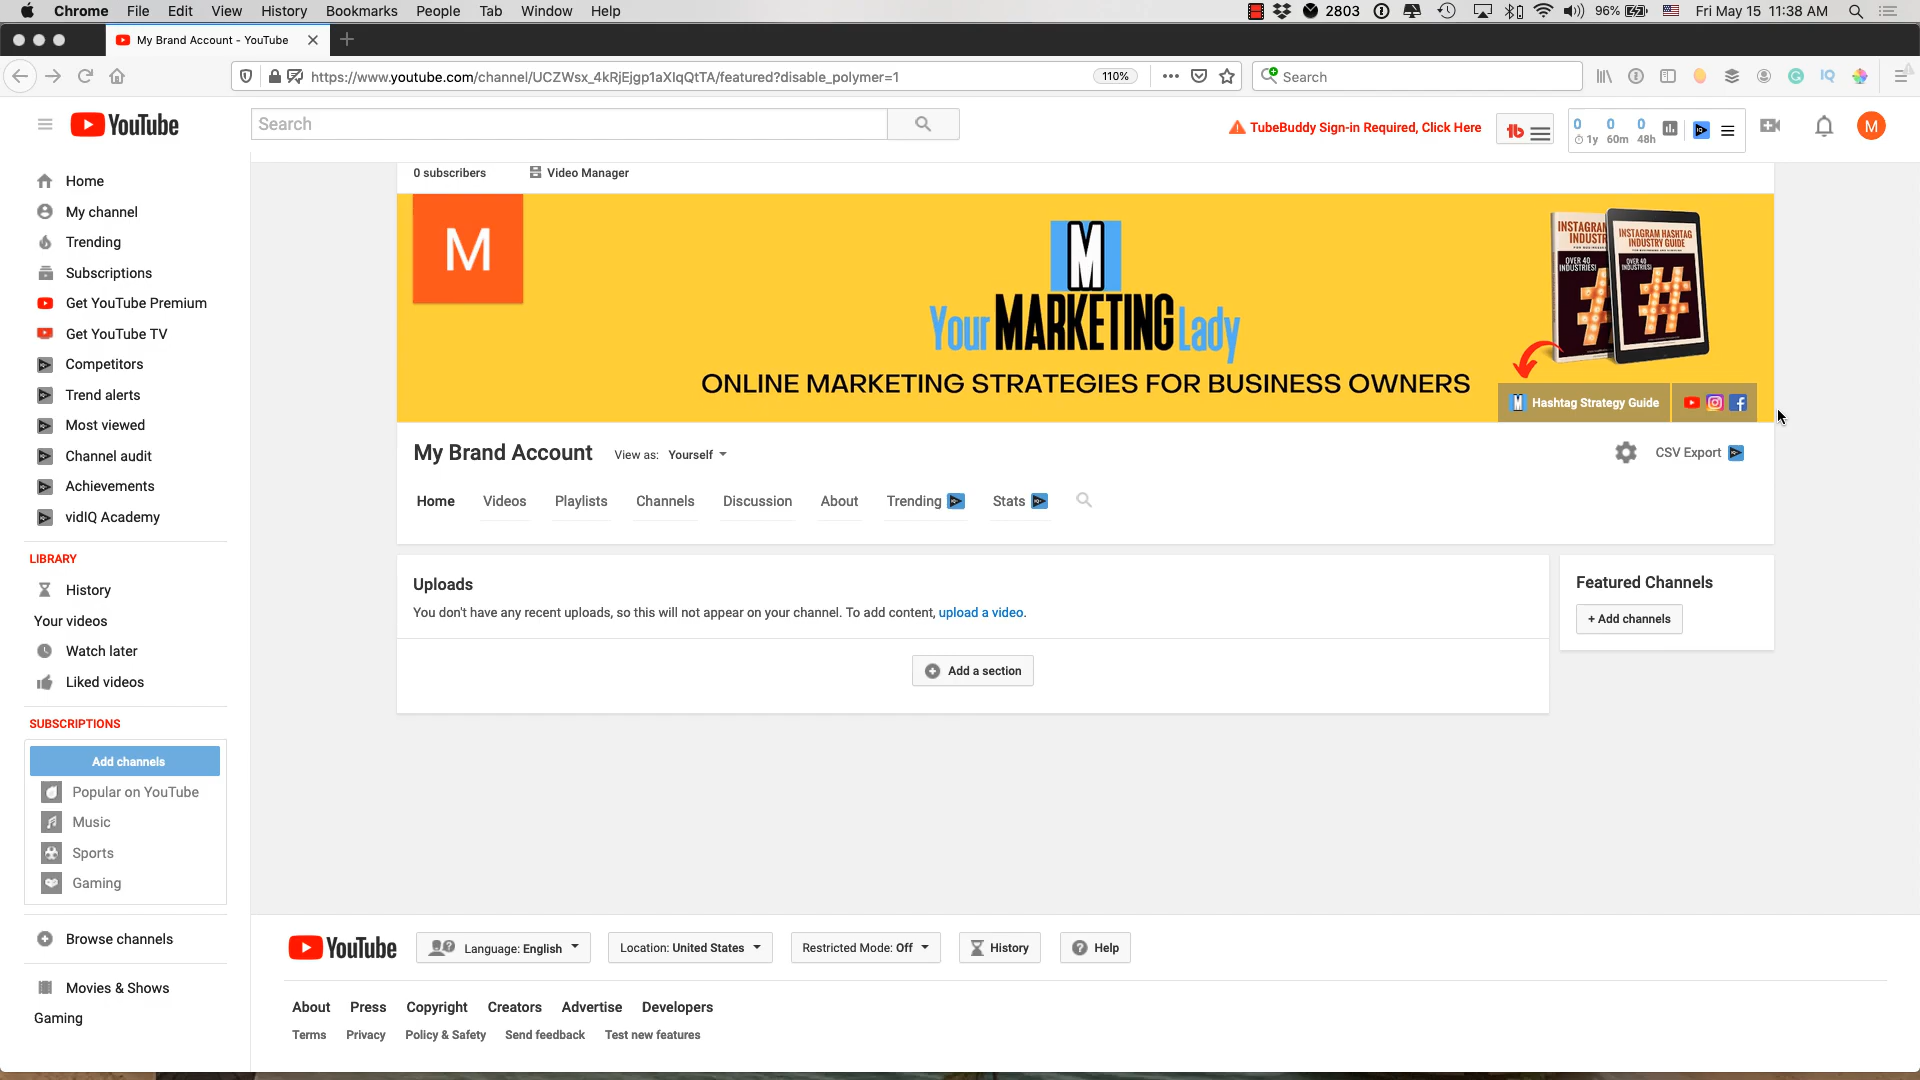 Chrome File Edit View History Bookmarks People Tab Window Help 2803 96% Fri May 15 11:38 AM
My Brand Account - YouTube
https://www.youtube.com/channel/UCZWsx_4kRjEjgp1aXIqQtTA/featured?disable_polymer=1 110% Search
YouTube Search TubeBuddy Sign-in Required, Click Here tb 0 0 0 M
1y 60m 48h
0 subscribers Video Manager
Home
My channel
Trending
Subscriptions
Get YouTube Premium
Get YouTube TV
Competitors
Trend alerts
Most viewed
Channel audit
Achievements
vidIQ Academy
LIBRARY
History
Your videos
Watch later
Liked videos
SUBSCRIPTIONS
Add channels
Popular on YouTube
Music
Sports
Gaming
Browse channels
Movies & Shows
Gaming
M
M
Your MARKETING Lady
ONLINE MARKETING STRATEGIES FOR BUSINESS OWNERS
INSTAGRAM HASHTAG
INDUSTRY GUIDE
OVER 40
INDUSTRIES!
#
OVER 40
INDUSTRIES!
M Hashtag Strategy Guide
My Brand Account View as: Yourself CSV Export
Home Videos Playlists Channels Discussion About Trending Stats
Uploads
You don't have any recent uploads, so this will not appear on your channel. To add content, upload a video.
Add a section
Featured Channels
+ Add channels
YouTube Language: English Location: United States Restricted Mode: Off History Help
About Press Copyright Creators Advertise Developers
Terms Privacy Policy & Safety Send feedback Test new features